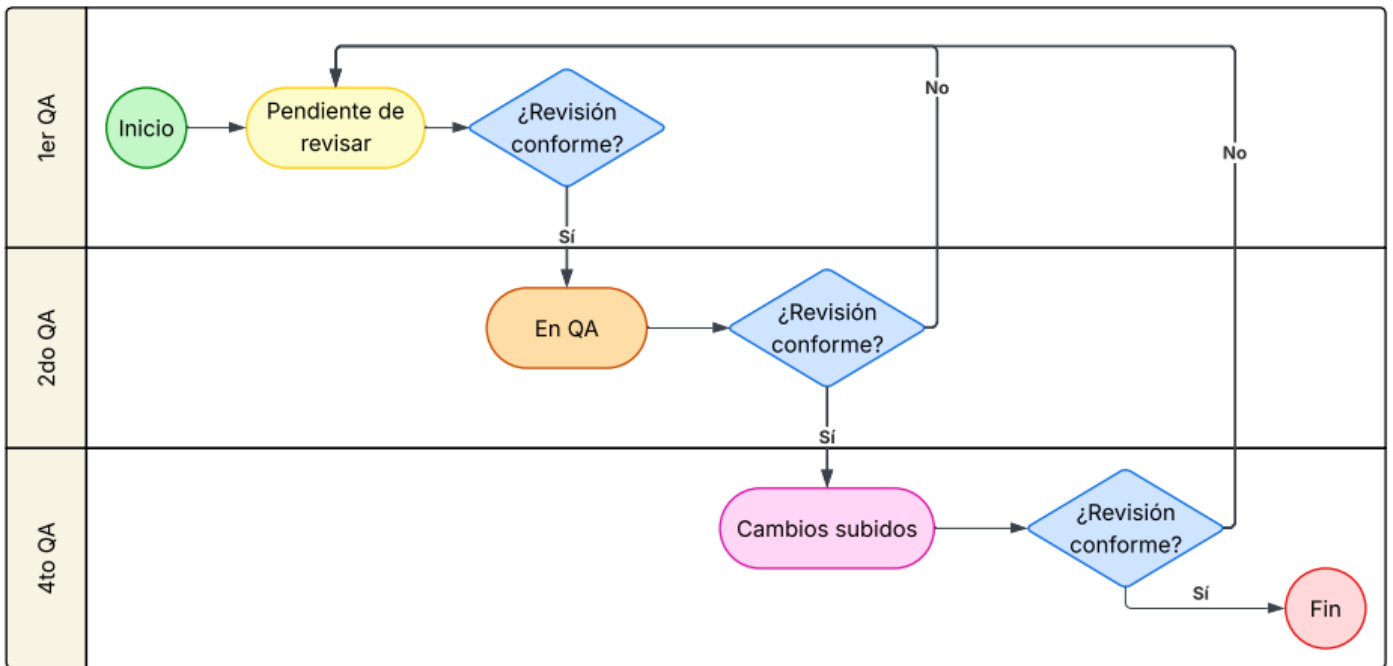 1er QA
Inicio
Pendiente de
revisar
¿Revisión
conforme?
No
No
Sí
2do QA
En QA
¿Revisión
conforme?
Sí
4to QA
Cambios subidos
¿Revisión
conforme?
Sí
Fin